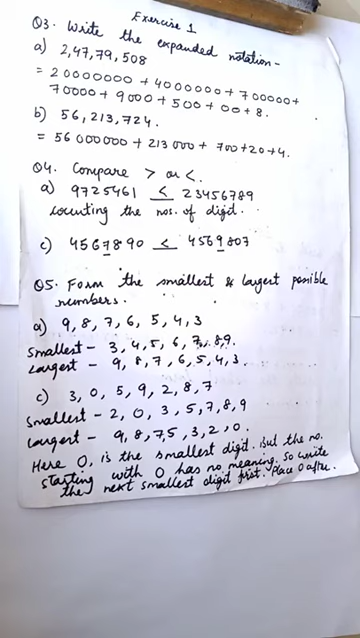 Exercise 1
Q3. Write the expanded notation -
a) 2,47,79,508
= 20000000 + 4000000 + 700000+
70000 + 9000 + 500 + 00 + 8.
b) 56,213,724.
= 56 000000 + 213 000 + 700+20+4.
Q4. Compare > or <.
a) 9725461 < 23456789
counting the nos. of digit.
c) 4567890 < 4569807
Q5. Form the smallest & largest possible
numbers.
a) 9, 8, 7, 6, 5, 4, 3
Smallest - 3, 4, 5, 6, 7, 8, 9.
Largest - 9, 8, 7, 6, 5, 4, 3.
c) 3, 0, 5, 9, 2, 8, 7
Smallest - 2, 0, 3, 5, 7, 8, 9
Largest - 9, 8, 7, 5, 3, 2, 0.
Here 0, is the smallest digit. But the no.
starting with 0 has no meaning. So write
the next smallest digit first. Place 0 after.